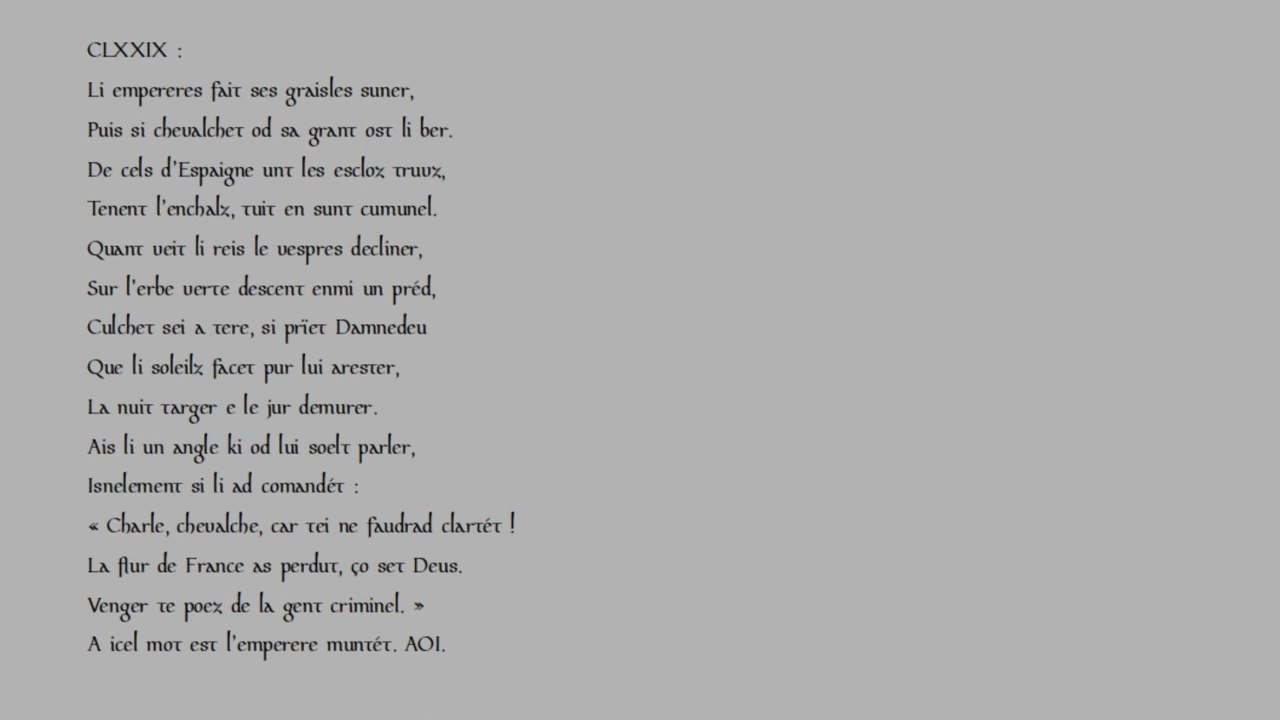 CLXXIX :
Li empereres fait ses graisles suner,
Puis si chevalchet od sa grant ost li ber.
De cels d'Espaigne unt les escloz truvz,
Tenent l'enchalz, tuit en sunt cumunel.
Quant veit li reis le vespres decliner,
Sur l'erbe verte descent enmi un préd,
Culchet sei a tere, si prïet Damnedeu
Que li soleilz facet pur lui arester,
La nuit targer e le jur demurer.
Ais li un angle ki od lui soelt parler,
Isnelement si li ad comandét :
« Charle, chevalche, car tei ne faudrad clartét !
La flur de France as perdut, ço set Deus.
Venger te poez de la gent criminel. »
A icel mot est l'emperere muntét. AOI.